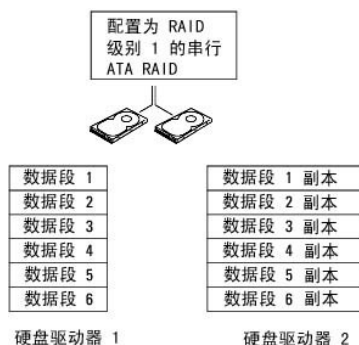 配置为 RAID
级别 1 的串行
ATA RAID
数据段 1
数据段 2
数据段 3
数据段 4
数据段 5
数据段 6
硬盘驱动器 1
数据段 1 副本
数据段 2 副本
数据段 3 副本
数据段 4 副本
数据段 5 副本
数据段 6 副本
硬盘驱动器 2